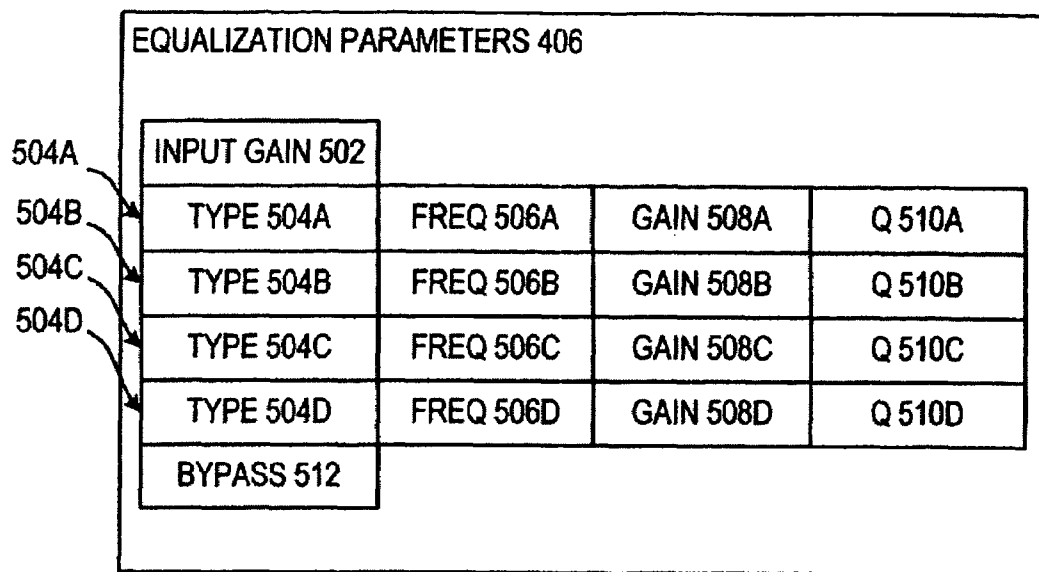 EQUALIZATION PARAMETERS 406
INPUT GAIN 502
504A
TYPE 504A FREQ 506A GAIN 508A Q 510A
504B
TYPE 504B FREQ 506B GAIN 508B Q 510B
504C
TYPE 504C FREQ 506C GAIN 508C Q 510C
504D
TYPE 504D FREQ 506D GAIN 508D Q 510D
BYPASS 512